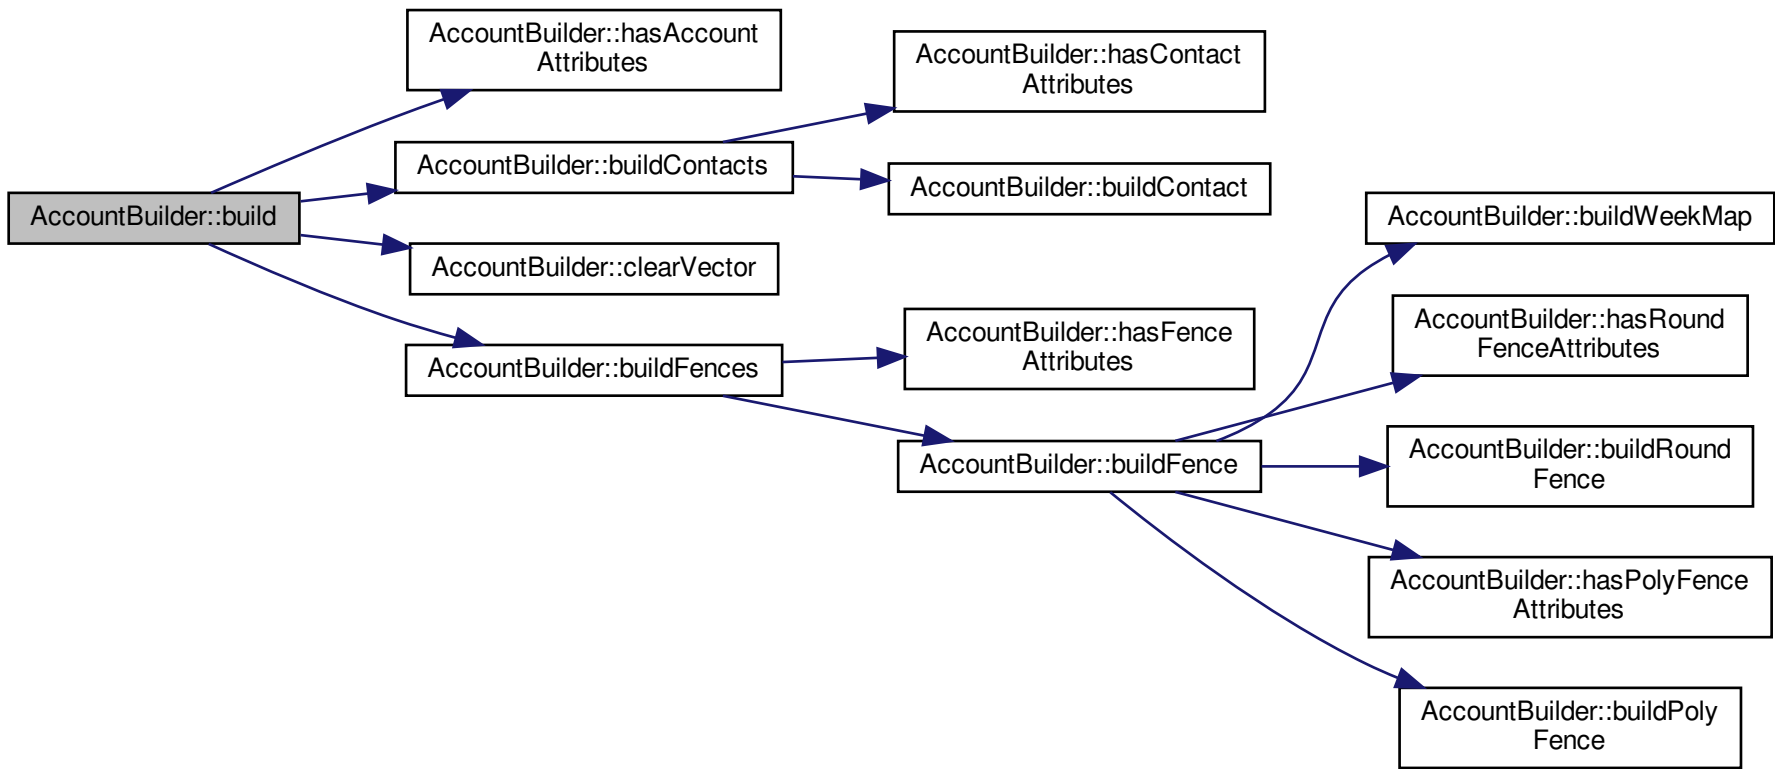 AccountBuilder::build
AccountBuilder::hasAccount
Attributes
AccountBuilder::buildContacts
AccountBuilder::clearVector
AccountBuilder::buildFences
AccountBuilder::hasContact
Attributes
AccountBuilder::buildContact
AccountBuilder::hasFence
Attributes
AccountBuilder::buildFence
AccountBuilder::buildWeekMap
AccountBuilder::hasRound
FenceAttributes
AccountBuilder::buildRound
Fence
AccountBuilder::hasPolyFence
Attributes
AccountBuilder::buildPoly
Fence